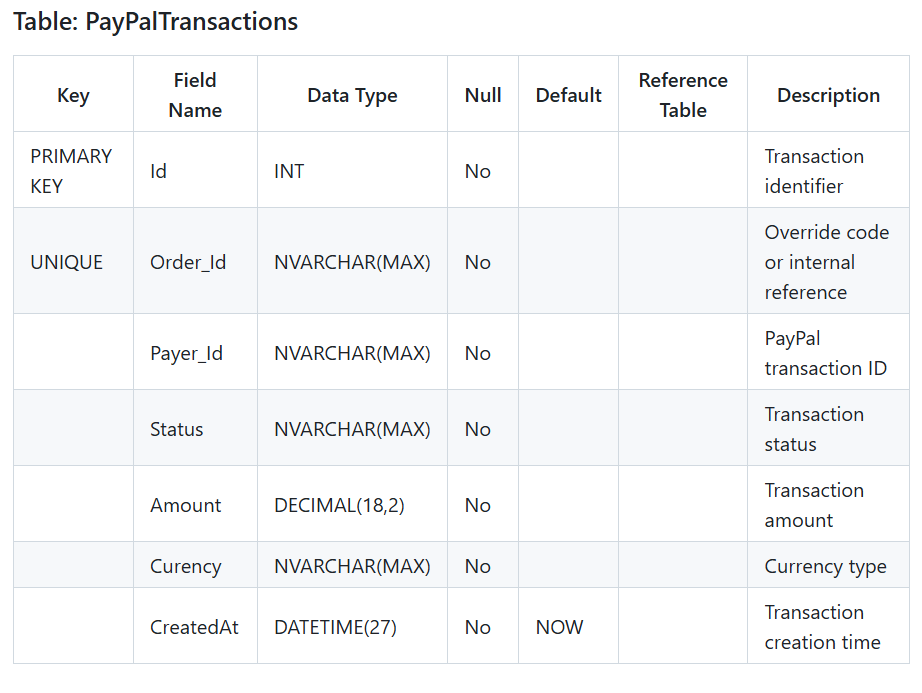 Table: PayPalTransactions
Key Field Name Data Type Null Default Reference Table Description
PRIMARY KEY Id INT No Transaction identifier
UNIQUE Order_Id NVARCHAR(MAX) No Override code or internal reference
Payer_Id NVARCHAR(MAX) No PayPal transaction ID
Status NVARCHAR(MAX) No Transaction status
Amount DECIMAL(18,2) No Transaction amount
Curency NVARCHAR(MAX) No Currency type
CreatedAt DATETIME(27) No NOW Transaction creation time